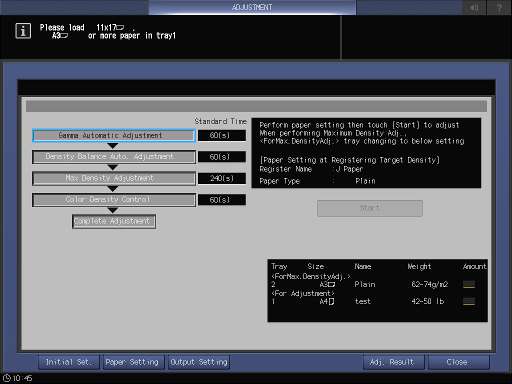 ADJUSTMENT
?
i
Please load 11x17 .
A3 or more paper in tray1
Standard Time
Gamma Automatic Adjustment 60(s)
Density Balance Auto. Adjustment 60(s)
Max Density Adjustment 240(s)
Color Density Control 60(s)
Complete Adjustment
Perform paper setting then touch [Start] to adjust
When performing Maximum Density Adj.,
<ForMax.DensityAdj.> tray changing to below setting
[Paper Setting at Registering Target Density]
Register Name :J Paper
Paper Type : Plain
Start
Tray Size Name Weight Amount
<ForMax.DensityAdj.>
2 A3 Plain 62-74g/m2
<For Adjustment>
1 A4 test 42-50 lb
Initial Set. Paper Setting Output Setting Adj. Result Close
10:45